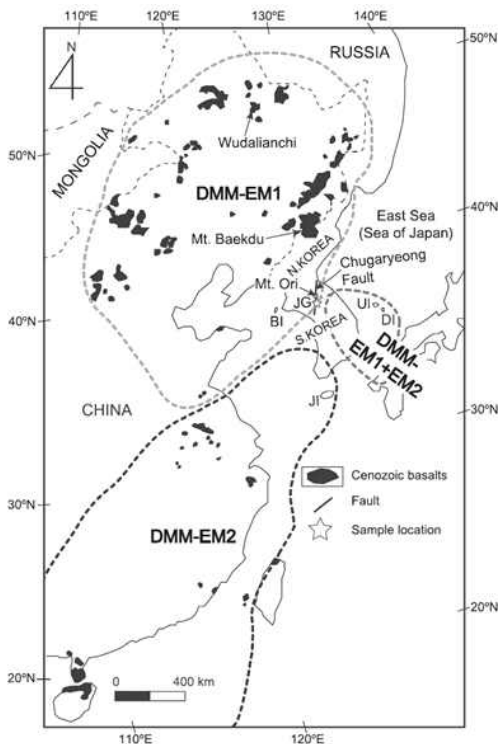 110°E
120°E
130°E
140°E
50°N
N
RUSSIA
MONGOLIA
Wudalianchi
50°N
DMM-EM1
40°N
East Sea
(Sea of Japan)
Mt. Baekdu
N.KOREA
Chugaryeong
Fault
Mt. Ori
JG
UI
DI
BI
S.KOREA
40°N
DMM-
EM1+EM2
CHINA
JI
30°N
Cenozoic basalts
Fault
Sample location
30°N
DMM-EM2
20°N
20°N
0
400 km
110°E
120°E